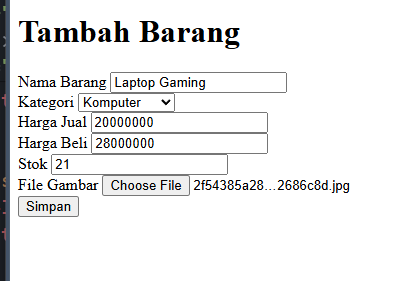 Tambah Barang
Nama Barang Laptop Gaming
Kategori Komputer
Harga Jual 20000000
Harga Beli 28000000
Stok 21
File Gambar Choose File 2f54385a28...2686c8d.jpg
Simpan